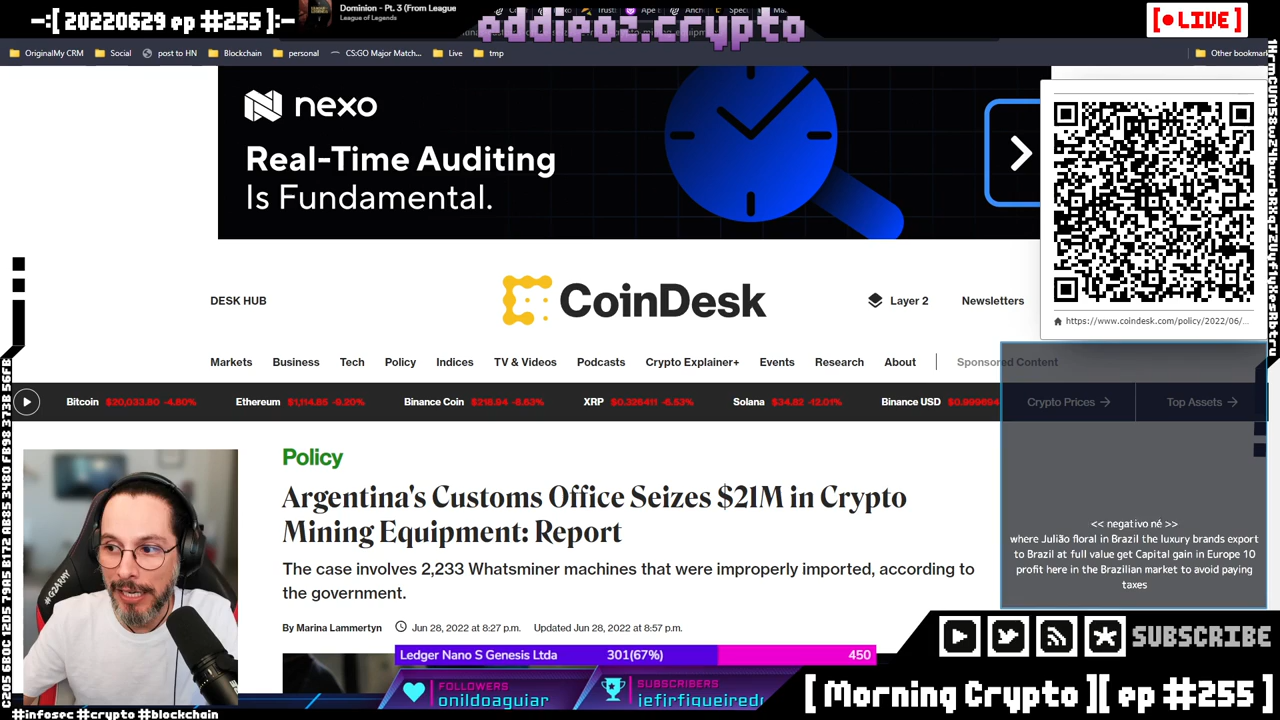 -:[ 20220629 ep #255 ]:-
Dominion - Pt. 3 (From League
League of Legends
eddieoz.crypto
[ • LIVE ]
OriginalMy CRM
Social
post to HN
Blockchain
personal
CS:GO Major Match...
Live
tmp
Other bookmar
nexo
Real-Time Auditing
Is Fundamental.
https://www.coindesk.com/policy/2022/06/...
DESK HUB
CoinDesk
Layer 2
Newsletters
Markets
Business
Tech
Policy
Indices
TV & Videos
Podcasts
Crypto Explainer+
Events
Research
About
Sponsored Content
Bitcoin $20,033.80 -4.80%
Ethereum $1,114.85 -9.20%
Binance Coin $218.94 -8.63%
XRP $0.326411 -6.53%
Solana $34.82 -12.01%
Binance USD $0.999694
Crypto Prices →
Top Assets →
Policy
Argentina's Customs Office Seizes $21M in Crypto
Mining Equipment: Report
The case involves 2,233 Whatsminer machines that were improperly imported, according to
the government.
By Marina Lammertyn
Jun 28, 2022 at 8:27 p.m.
Updated Jun 28, 2022 at 8:57 p.m.
<< negativo né >>
where Julião floral in Brazil the luxury brands export
to Brazil at full value get Capital gain in Europe 10
profit here in the Brazilian market to avoid paying
taxes
#G2ARMY
Ledger Nano S Genesis Ltda
301(67%)
450
FOLLOWERS
onildoaguiar
SUBSCRIBERS
jefjrfigueired
SUBSCRIBE
[ Morning Crypto ][ ep #255 ]
#infosec #crypto #blockchain